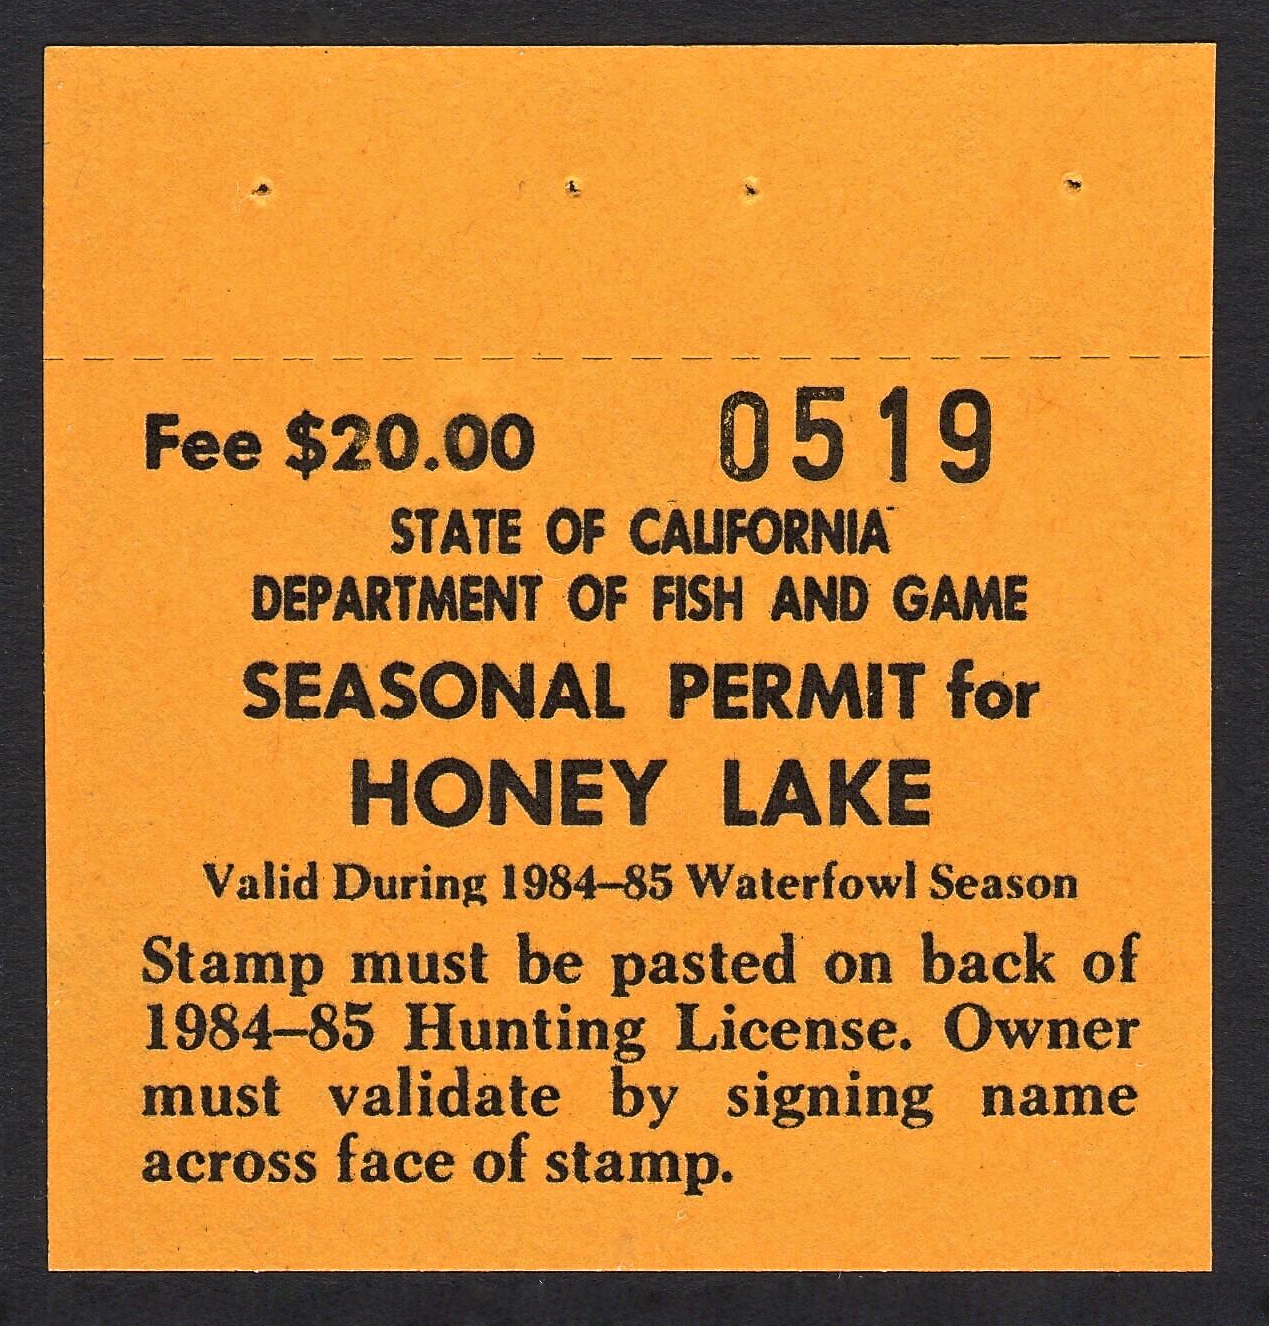 Fee $20.00 0519
STATE OF CALIFORNIA
DEPARTMENT OF FISH AND GAME
SEASONAL PERMIT for
HONEY LAKE
Valid During 1984–85 Waterfowl Season
Stamp must be pasted on back of
1984–85 Hunting License. Owner
must validate by signing name
across face of stamp.